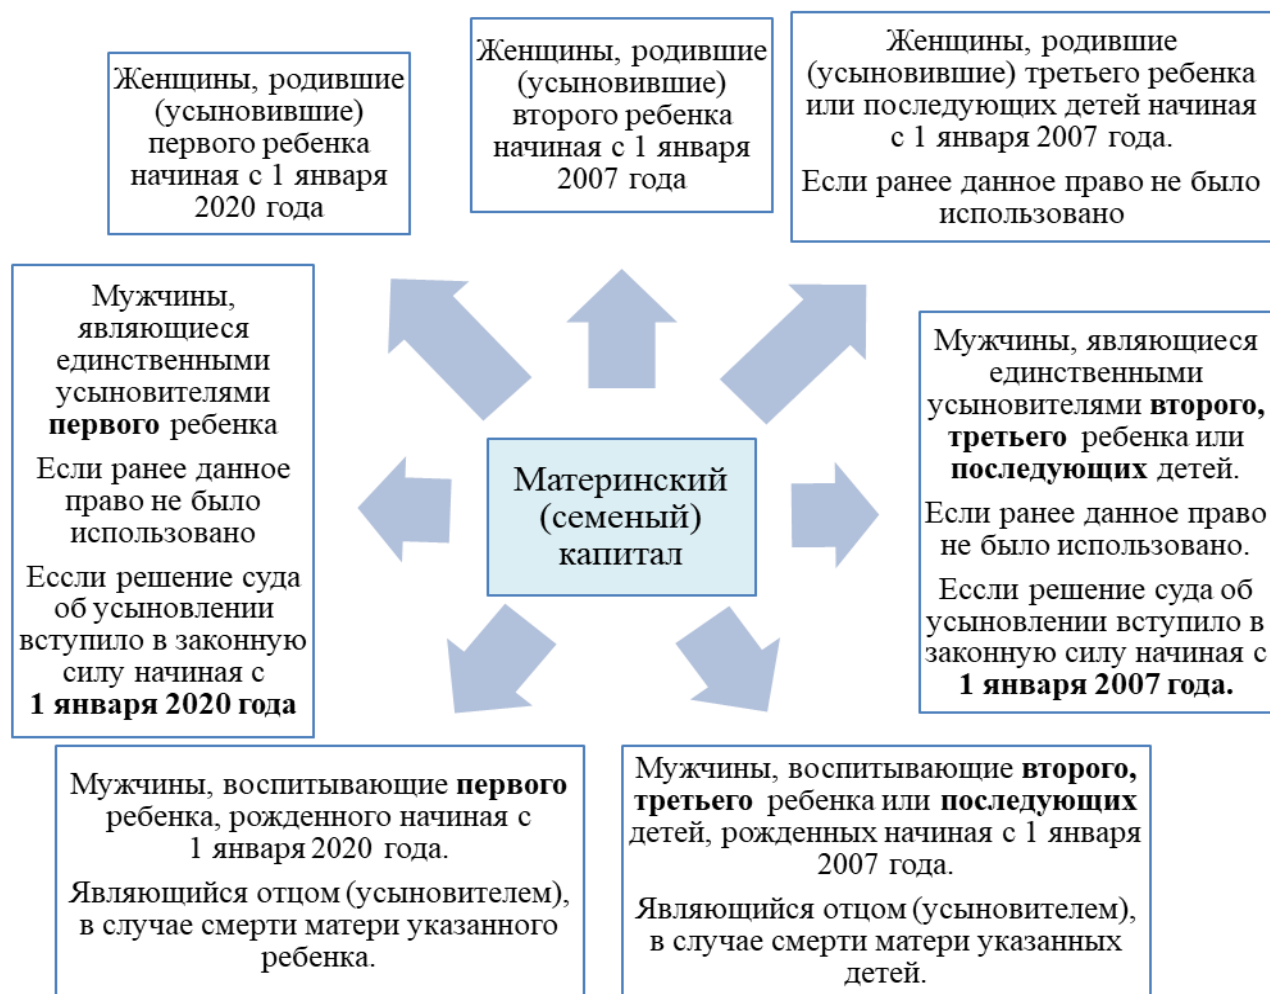 Женщины, родившие
(усыновившие)
первого ребенка
начиная с 1 января
2020 года
Женщины, родившие
(усыновившие)
второго ребенка
начиная с 1 января
2007 года
Женщины, родившие
(усыновившие) третьего ребенка
или последующих детей начиная
с 1 января 2007 года.
Если ранее данное право не было
использовано
Мужчины,
являющиеся
единственными
усыновителями
первого ребенка
Если ранее данное
право не было
использовано
Ессли решение суда
об усыновлении
вступило в законную
силу начиная с
1 января 2020 года
Материнский
(семеный)
капитал
Мужчины, являющиеся
единственными
усыновителями второго,
третьего ребенка или
последующих детей.
Если ранее данное право
не было использовано.
Ессли решение суда об
усыновлении вступило в
законную силу начиная с
1 января 2007 года.
Мужчины, воспитывающие первого
ребенка, рожденного начиная с
1 января 2020 года.
Являющийся отцом (усыновителем),
в случае смерти матери указанного
ребенка.
Мужчины, воспитывающие второго,
третьего ребенка или последующих
детей, рожденных начиная с 1 января
2007 года.
Являющийся отцом (усыновителем),
в случае смерти матери указанных
детей.